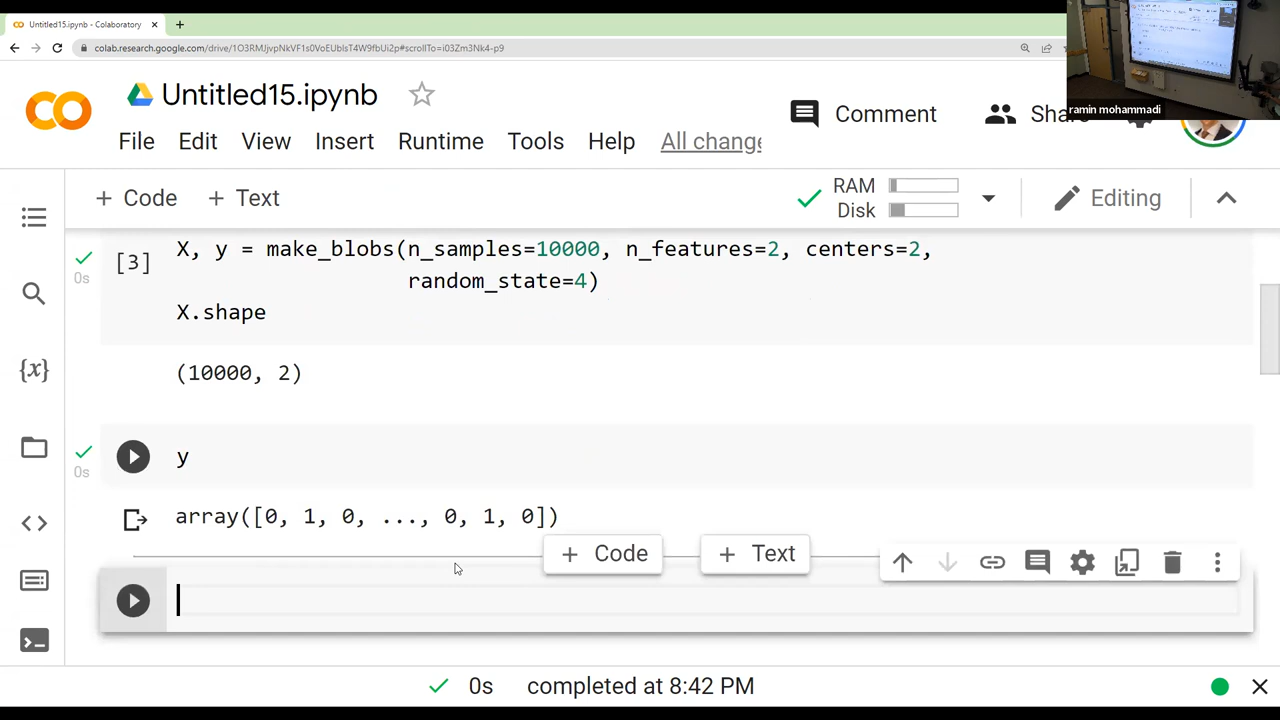 Untitled15.ipynb - Colaboratory
colab.research.google.com/drive/1O3RMJjvpNkVF1s0VoEUblsT4W9fbUi2p#scrollTo=i03Zm3Nk4-p9
ramin mohammadi
Untitled15.ipynb
Comment
Share
File Edit View Insert Runtime Tools Help All change
+ Code + Text
RAM
Disk
Editing
[3] X, y = make_blobs(n_samples=10000, n_features=2, centers=2,
0s
random_state=4)
X.shape
{x}
(10000, 2)
y
0s
array([0, 1, 0, ..., 0, 1, 0])
+ Code + Text
0s completed at 8:42 PM